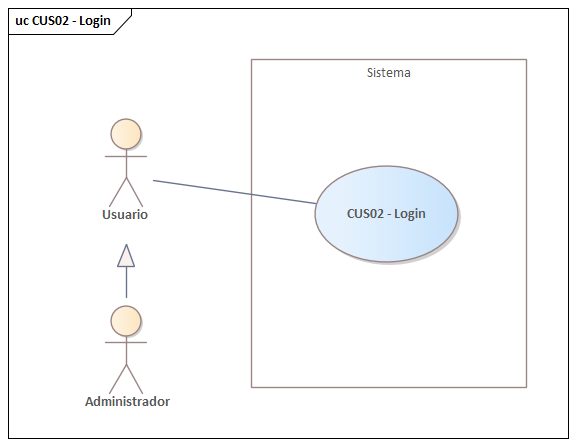 uc CUS02 - Login
Sistema
Usuario
CUS02 - Login
Administrador